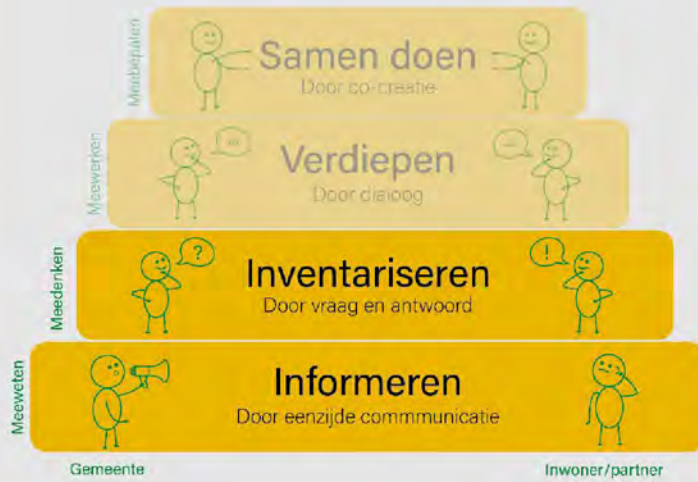 Meebepalen
Samen doen
Door co-creatie
Meewerken
Verdiepen
Door dialoog
Meedenken
?
Inventariseren
Door vraag en antwoord
!
Meeweten
Informeren
Door eenzijde commmunicatie
Gemeente
Inwoner/partner